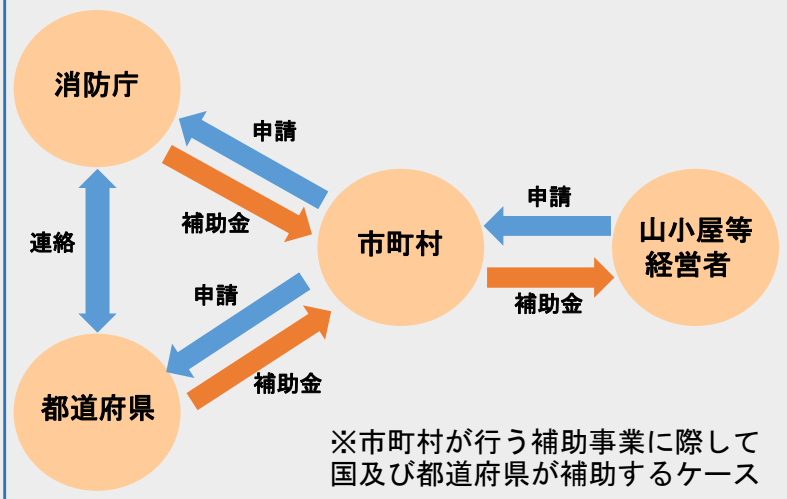 消防庁
申請
補助金
連絡
市町村
申請
山小屋等
経営者
補助金
申請
補助金
都道府県
※市町村が行う補助事業に際して
国及び都道府県が補助するケース